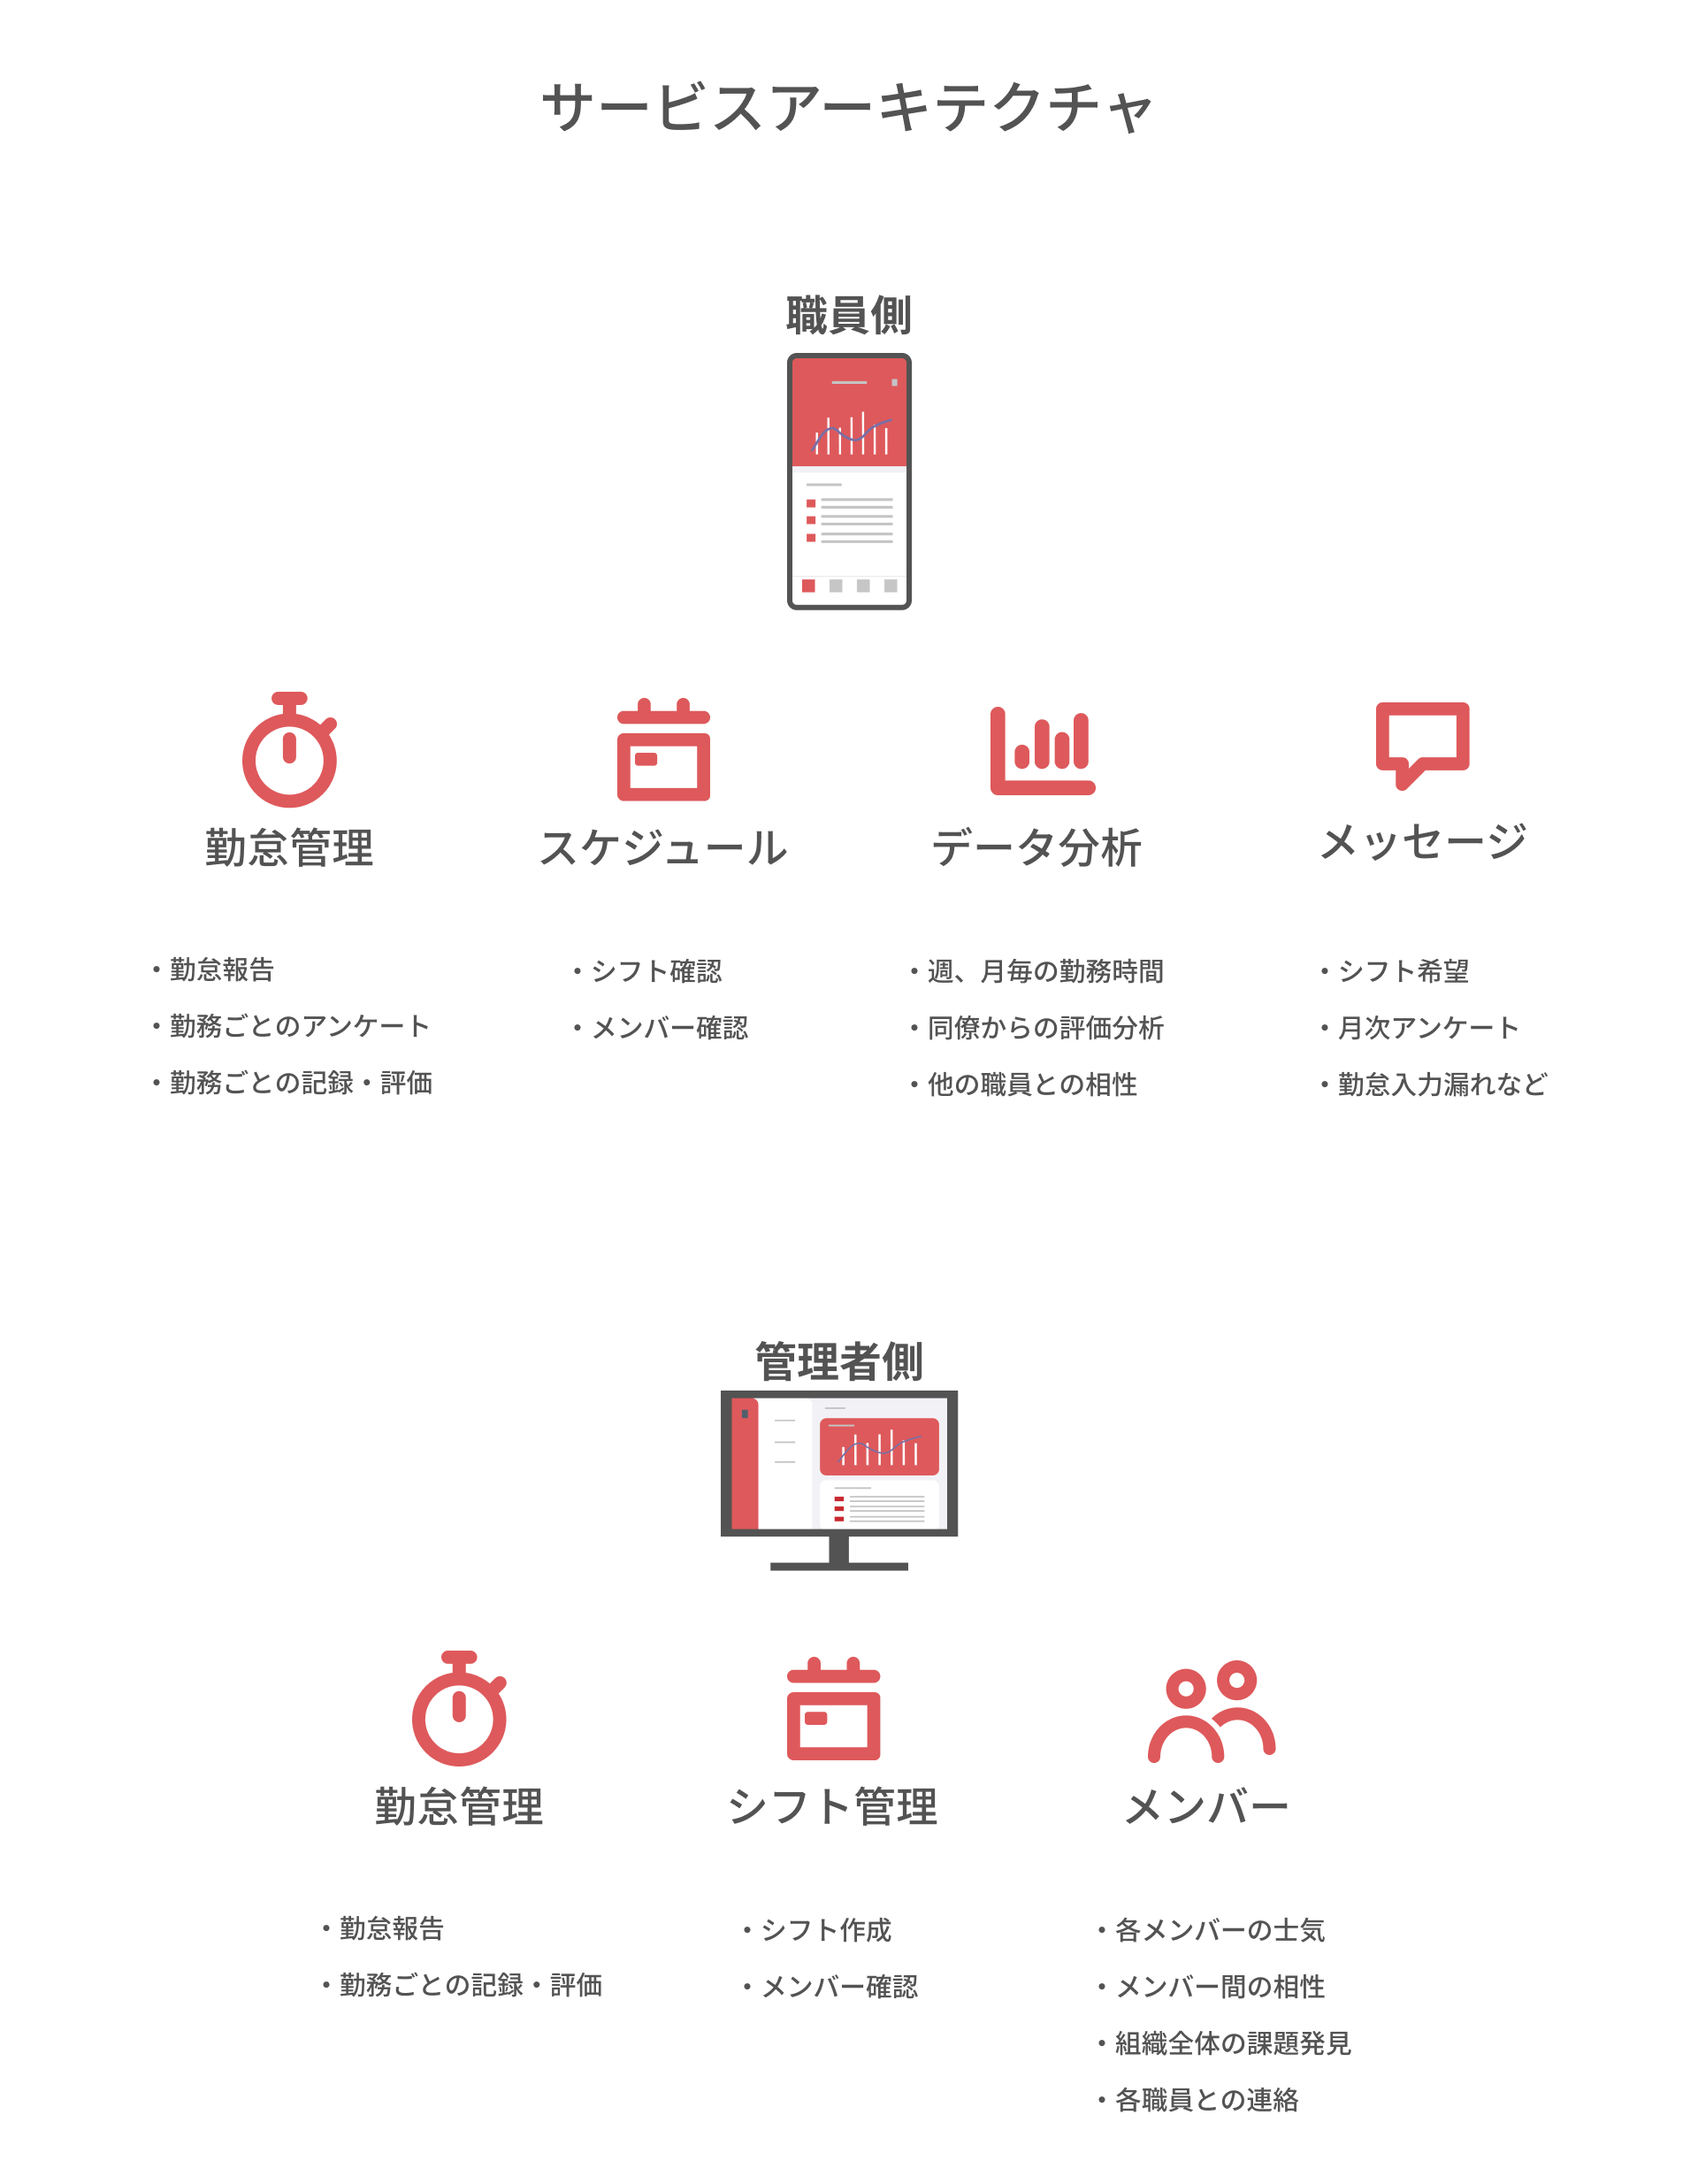 サービスアーキテクチャ
職員側
勤怠管理
・勤怠報告
・勤務ごとのアンケート
・勤務ごとの記録・評価
スケジュール
・シフト確認
・メンバー確認
データ分析
・週、月毎の勤務時間
・同僚からの評価分析
・他の職員との相性
メッセージ
・シフト希望
・月次アンケート
・勤怠入力漏れなど
管理者側
勤怠管理
・勤怠報告
・勤務ごとの記録・評価
シフト管理
・シフト作成
・メンバー確認
メンバー
・各メンバーの士気
・メンバー間の相性
・組織全体の課題発見
・各職員との連絡